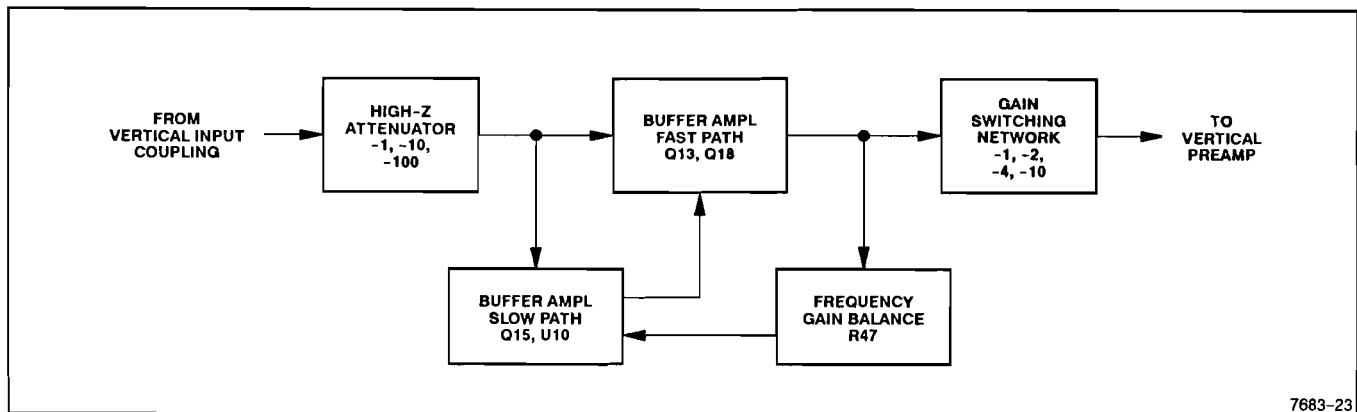 FROM
VERTICAL INPUT
COUPLING
HIGH-Z
ATTENUATOR
-1, -10,
-100
BUFFER AMPL
FAST PATH
Q13, Q18
GAIN
SWITCHING
NETWORK
-1, -2,
-4, -10
TO
VERTICAL
PREAMP
BUFFER AMPL
SLOW PATH
Q15, U10
FREQUENCY
GAIN BALANCE
R47
7683-23